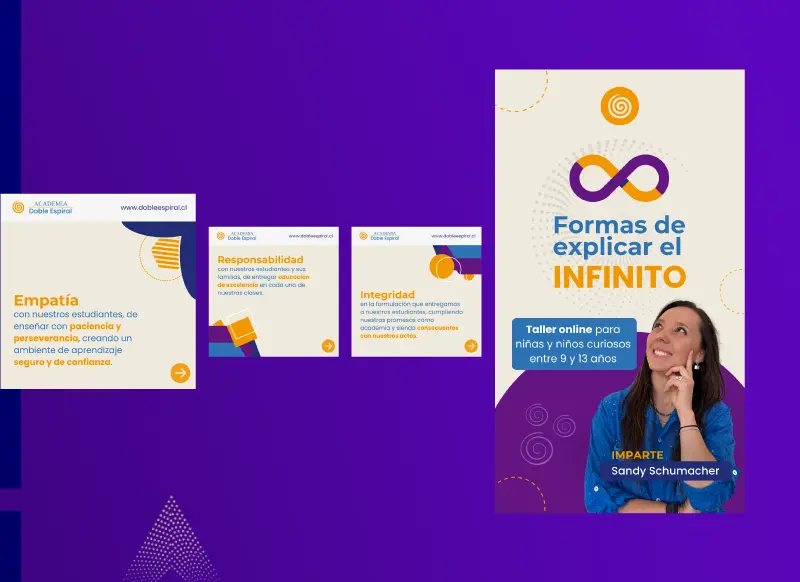 ACADEMIA
Doble Espiral
www.dobleespiral.cl
Empatía
con nuestros estudiantes, de
enseñar con paciencia y
perseverancia, creando un
ambiente de aprendizaje
seguro y de confianza.
ACADEMIA
Doble Espiral
www.dobleespiral.cl
Responsabilidad
con nuestros estudiantes y sus
familias, de entregar educación
de excelencia en cada una de
nuestras clases.
ACADEMIA
Doble Espiral
www.dobleespiral.cl
Integridad
en la formulación que entregamos
a nuestros estudiantes, cumpliendo
nuestras promesas como
academia y siendo consecuentes
con nuestros actos.
Formas de
explicar el
INFINITO
Taller online para
niñas y niños curiosos
entre 9 y 13 años
IMPARTE
Sandy Schumacher